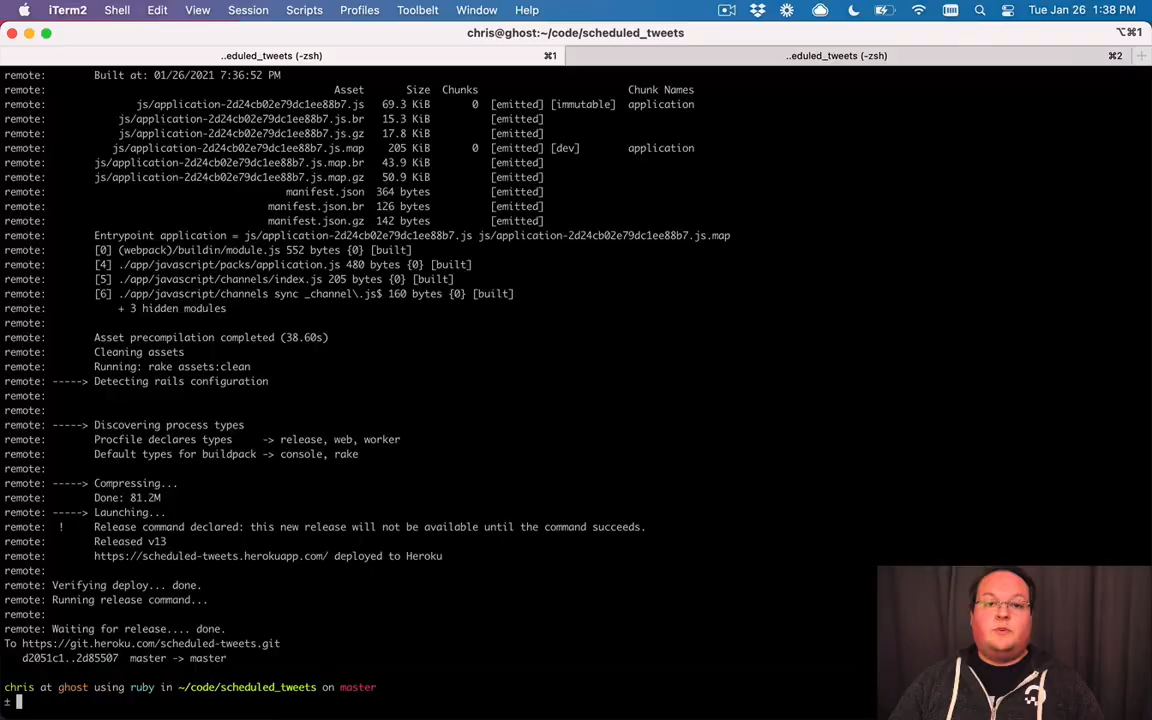 iTerm2 Shell Edit View Session Scripts Profiles Toolbelt Window Help Tue Jan 26 1:38 PM
chris@ghost:~/code/scheduled_tweets ⌥⌘1
..eduled_tweets (-zsh) ⌘1 ..eduled_tweets (-zsh) ⌘2
remote: Built at: 01/26/2021 7:36:52 PM
remote: Asset Size Chunks Chunk Names
remote: js/application-2d24cb02e79dc1ee88b7.js 69.3 KiB 0 [emitted] [immutable] application
remote: js/application-2d24cb02e79dc1ee88b7.js.br 15.3 KiB [emitted]
remote: js/application-2d24cb02e79dc1ee88b7.js.gz 17.8 KiB [emitted]
remote: js/application-2d24cb02e79dc1ee88b7.js.map 205 KiB 0 [emitted] [dev] application
remote: js/application-2d24cb02e79dc1ee88b7.js.map.br 43.9 KiB [emitted]
remote: js/application-2d24cb02e79dc1ee88b7.js.map.gz 50.9 KiB [emitted]
remote: manifest.json 364 bytes [emitted]
remote: manifest.json.br 126 bytes [emitted]
remote: manifest.json.gz 142 bytes [emitted]
remote: Entrypoint application = js/application-2d24cb02e79dc1ee88b7.js js/application-2d24cb02e79dc1ee88b7.js.map
remote: [0] (webpack)/buildin/module.js 552 bytes {0} [built]
remote: [4] ./app/javascript/packs/application.js 480 bytes {0} [built]
remote: [5] ./app/javascript/channels/index.js 205 bytes {0} [built]
remote: [6] ./app/javascript/channels sync _channel\.js$ 160 bytes {0} [built]
remote: + 3 hidden modules
remote:
remote: Asset precompilation completed (38.60s)
remote: Cleaning assets
remote: Running: rake assets:clean
remote: -----> Detecting rails configuration
remote:
remote:
remote: -----> Discovering process types
remote: Procfile declares types -> release, web, worker
remote: Default types for buildpack -> console, rake
remote:
remote: -----> Compressing...
remote: Done: 81.2M
remote: -----> Launching...
remote: ! Release command declared: this new release will not be available until the command succeeds.
remote: Released v13
remote: https://scheduled-tweets.herokuapp.com/ deployed to Heroku
remote:
remote: Verifying deploy... done.
remote: Running release command...
remote:
remote: Waiting for release.... done.
To https://git.heroku.com/scheduled-tweets.git
d2051c1..2d85507 master -> master
chris at ghost using ruby in ~/code/scheduled_tweets on master
±